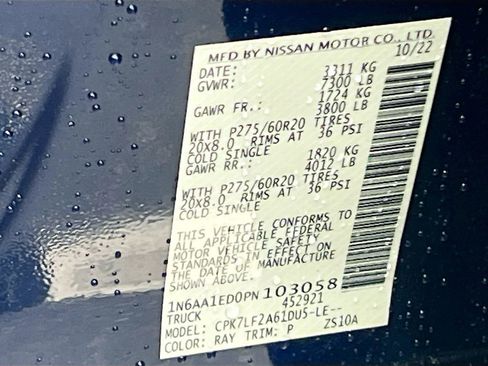 MFD BY NISSAN MOTOR CO., LTD.
DATE: 10/22
GVWR: 3311 KG
7300 LB
GAWR FR.: 1724 KG
3800 LB
WITH P275/60R20 TIRES
20x8.0 RIMS AT 36 PSI
COLD SINGLE
GAWR RR.: 1820 KG
4012 LB
WITH P275/60R20 TIRES
20x8.0 RIMS AT 36 PSI
COLD SINGLE
THIS VEHICLE CONFORMS TO
ALL APPLICABLE FEDERAL
MOTOR VEHICLE SAFETY
STANDARDS IN EFFECT ON
THE DATE OF MANUFACTURE
SHOWN ABOVE.
1N6AA1ED0PN103058
TRUCK 452921
MODEL: CPK7LF2A61DU5-LE--
COLOR: RAY TRIM: P ZS10A